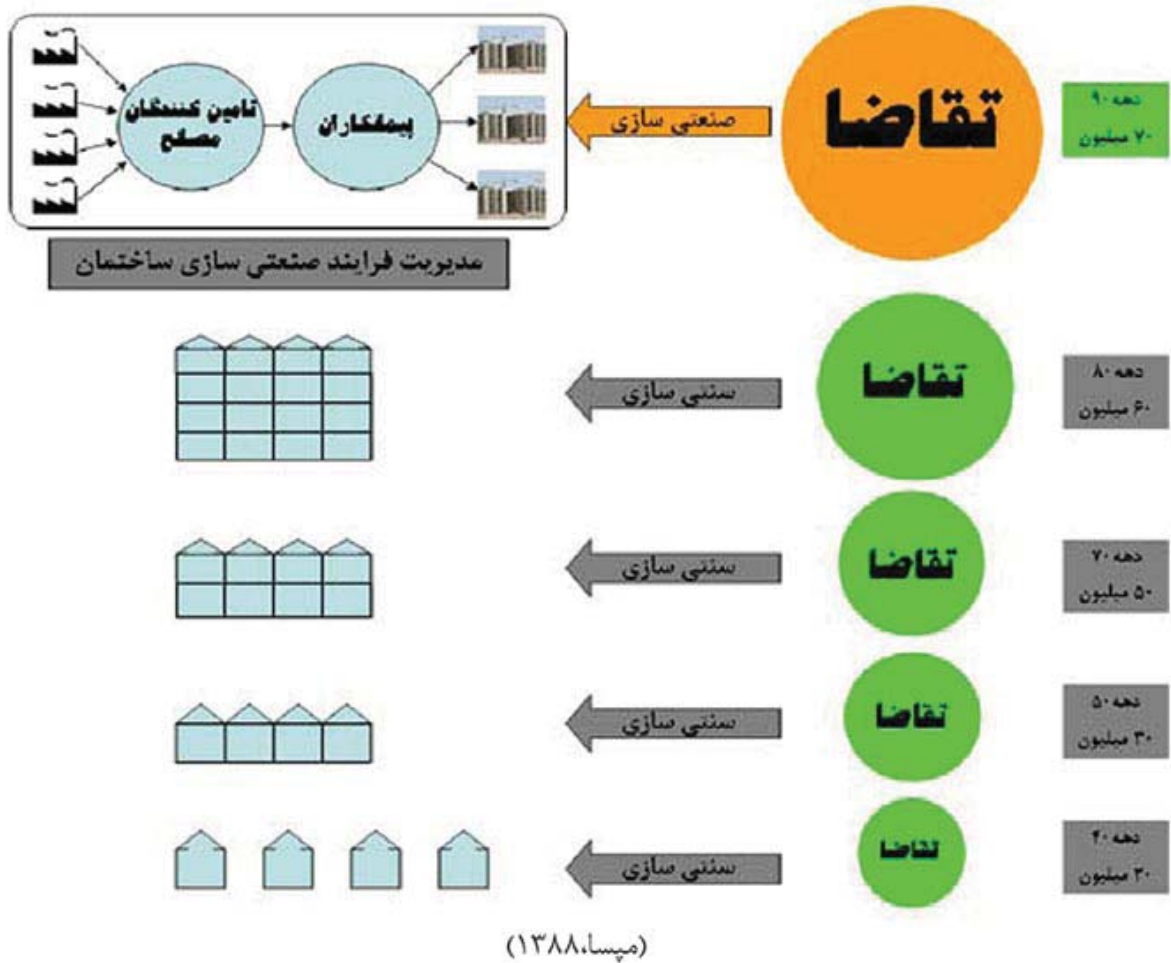 دهه ۹۰
۷۰ میلیون
تقاضا
صنعتی سازی
پیمانکاران
تامین کنندگان
مصالح
مدیریت فرایند صنعتی سازی ساختمان
دهه ۸۰
۶۰ میلیون
تقاضا
سنتی سازی
دهه ۷۰
۵۰ میلیون
تقاضا
سنتی سازی
دهه ۵۰
۳۰ میلیون
تقاضا
سنتی سازی
دهه ۴۰
۳۰ میلیون
تقاضا
سنتی سازی
(مپسا،۱۳۸۸)